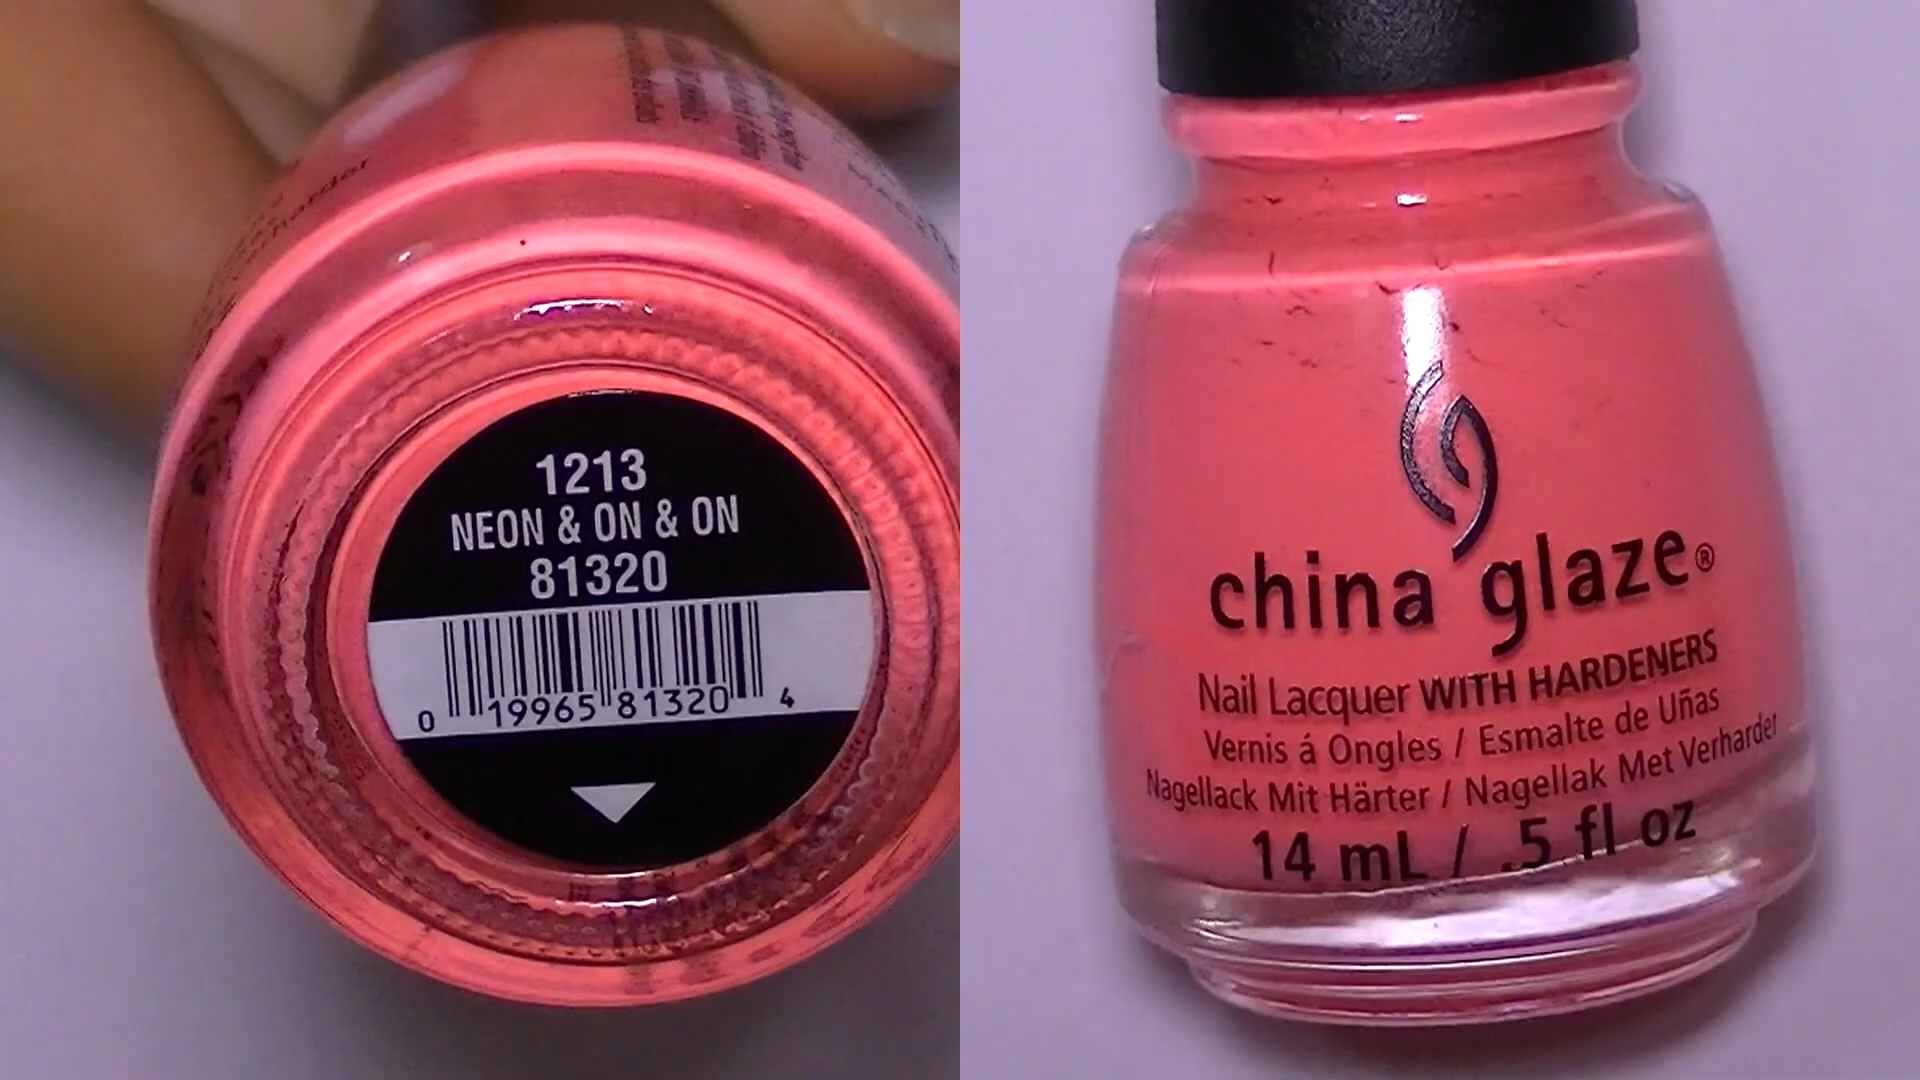 1213
NEON & ON & ON
81320
0 19965 81320 4
china glaze®
Nail Lacquer WITH HARDENERS
Vernis á Ongles / Esmalte de Uñas
Nagellack Mit Härter / Nagellak Met Verharder
14 mL / .5 fl oz